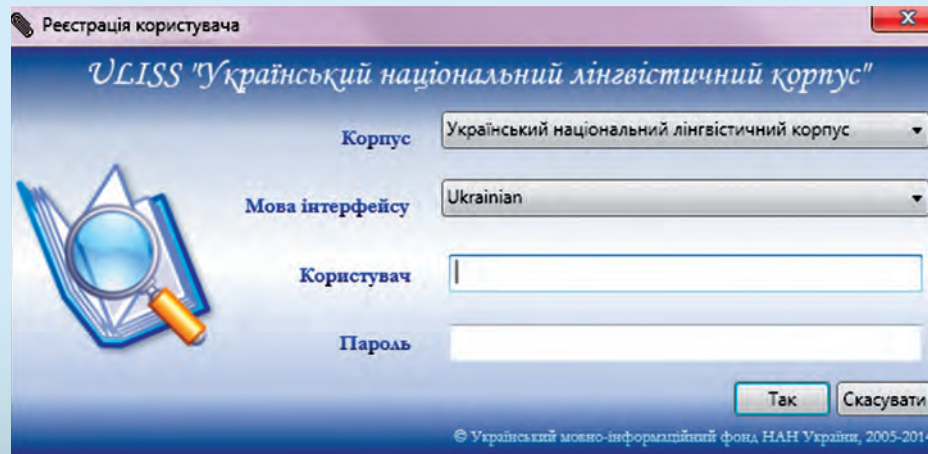 Реєстрація користувача
ULISS "Український національний лінгвістичний корпус"
Корпус Український національний лінгвістичний корпус
Мова інтерфейсу Ukrainian
Користувач
Пароль
Так Скасувати
© Український мовно-інформаційний фонд НАН України, 2005-2014